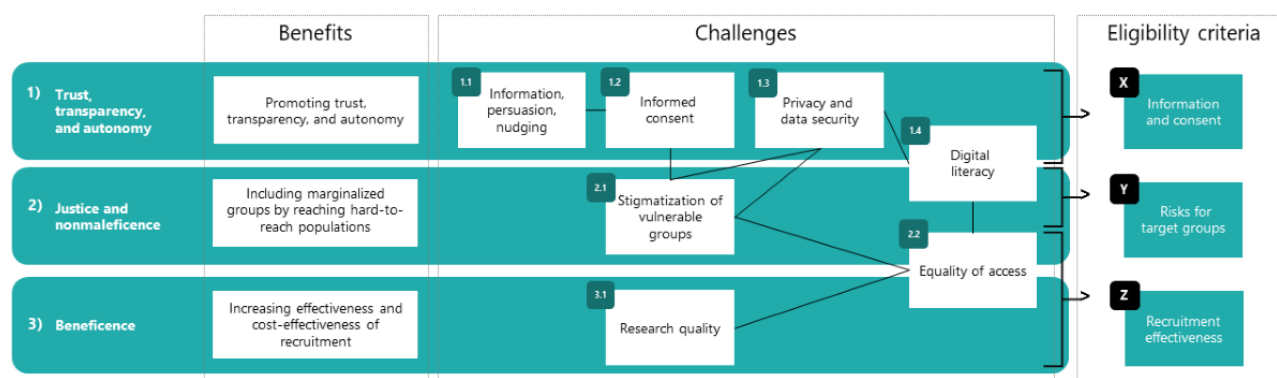 Benefits
Challenges
Eligibility criteria
1) Trust,
transparency,
and autonomy
Promoting trust,
transparency, and autonomy
1.1
Information,
persuasion,
nudging
1.2
Informed
consent
1.3
Privacy and
data security
1.4
Digital
literacy
X
Information
and consent
2) Justice and
nonmaleficence
Including marginalized
groups by reaching hard-to-
reach populations
2.1
Stigmatization of
vulnerable
groups
2.2
Equality of access
Y
Risks for
target groups
3) Beneficence
Increasing effectiveness and
cost-effectiveness of
recruitment
3.1
Research quality
Z
Recruitment
effectiveness